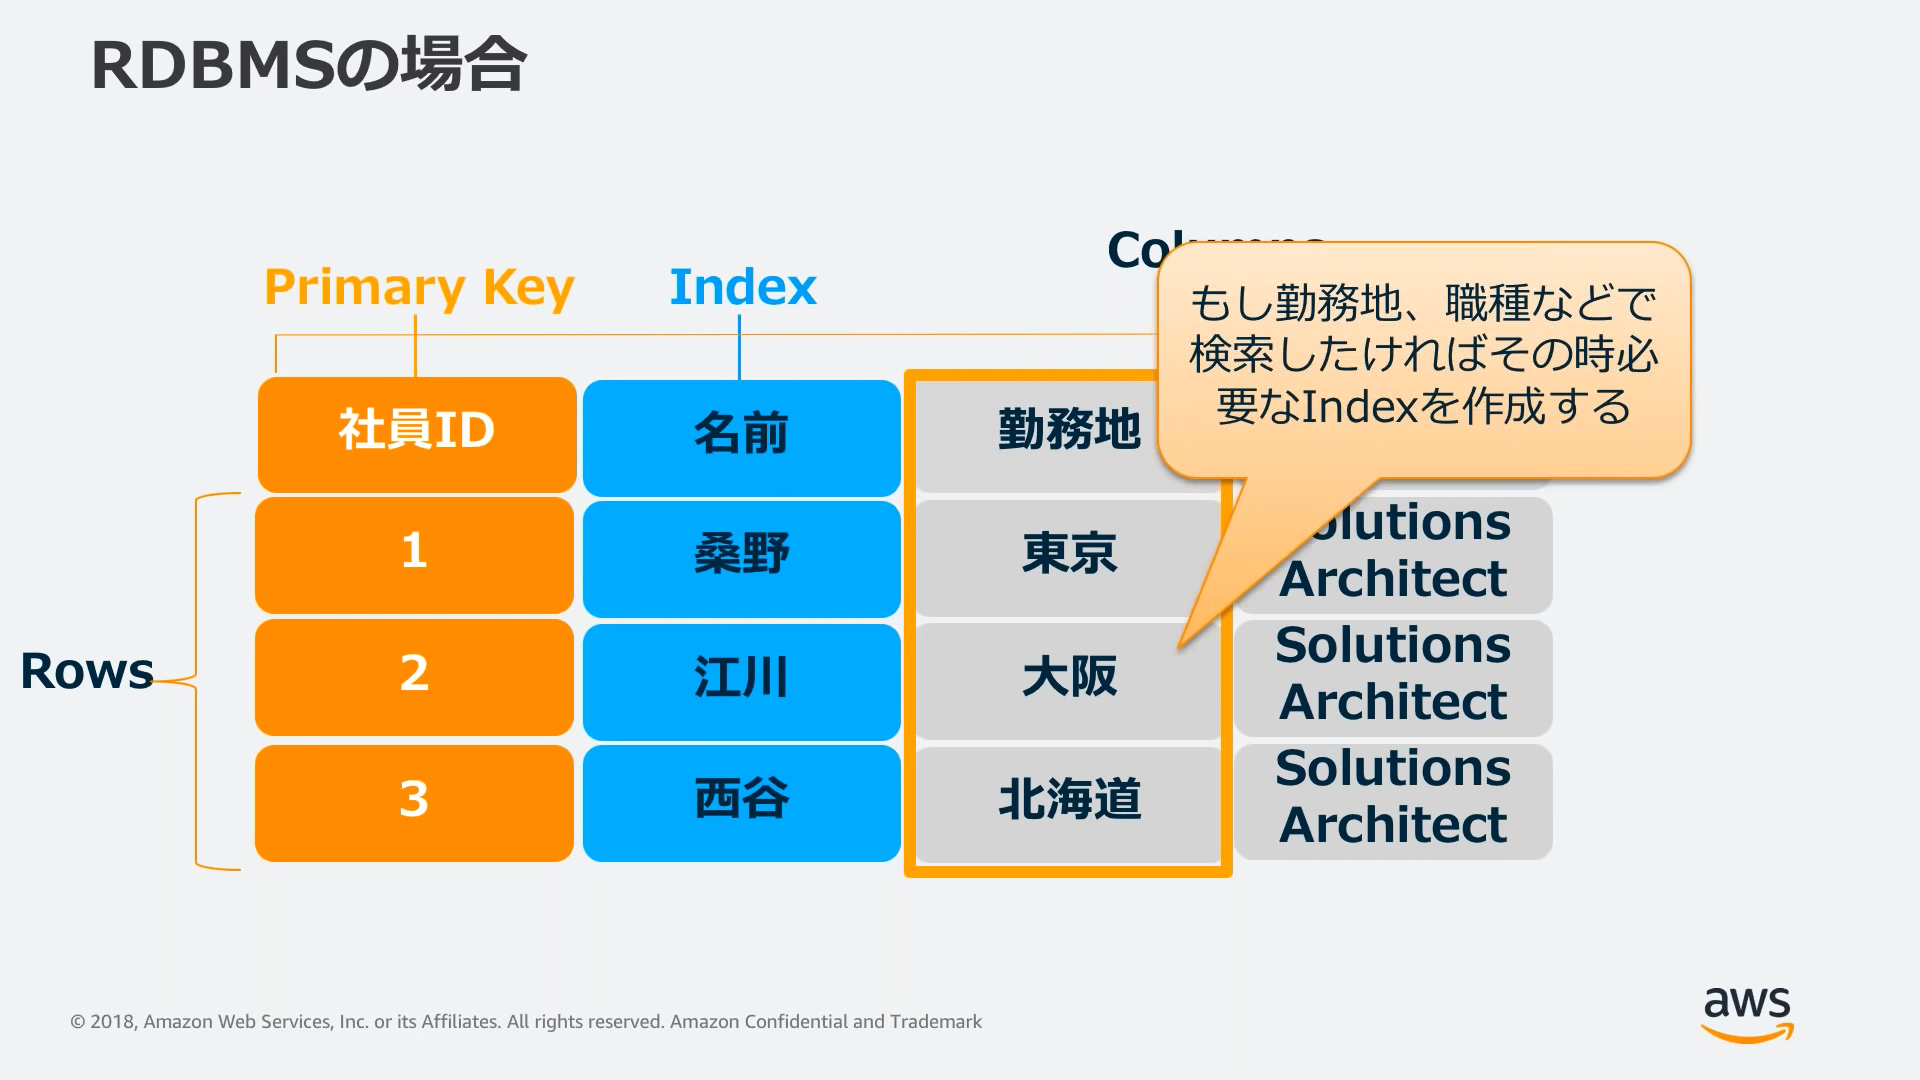 RDBMSの場合
Primary Key
Index
もし勤務地、職種などで
検索したければその時必
要なIndexを作成する
社員ID
名前
勤務地
1
桑野
東京
Architect
Rows
2
江川
大阪
Solutions
Architect
3
西谷
北海道
Solutions
Architect
© 2018, Amazon Web Services, Inc. or its Affiliates. All rights reserved. Amazon Confidential and Trademark
aws